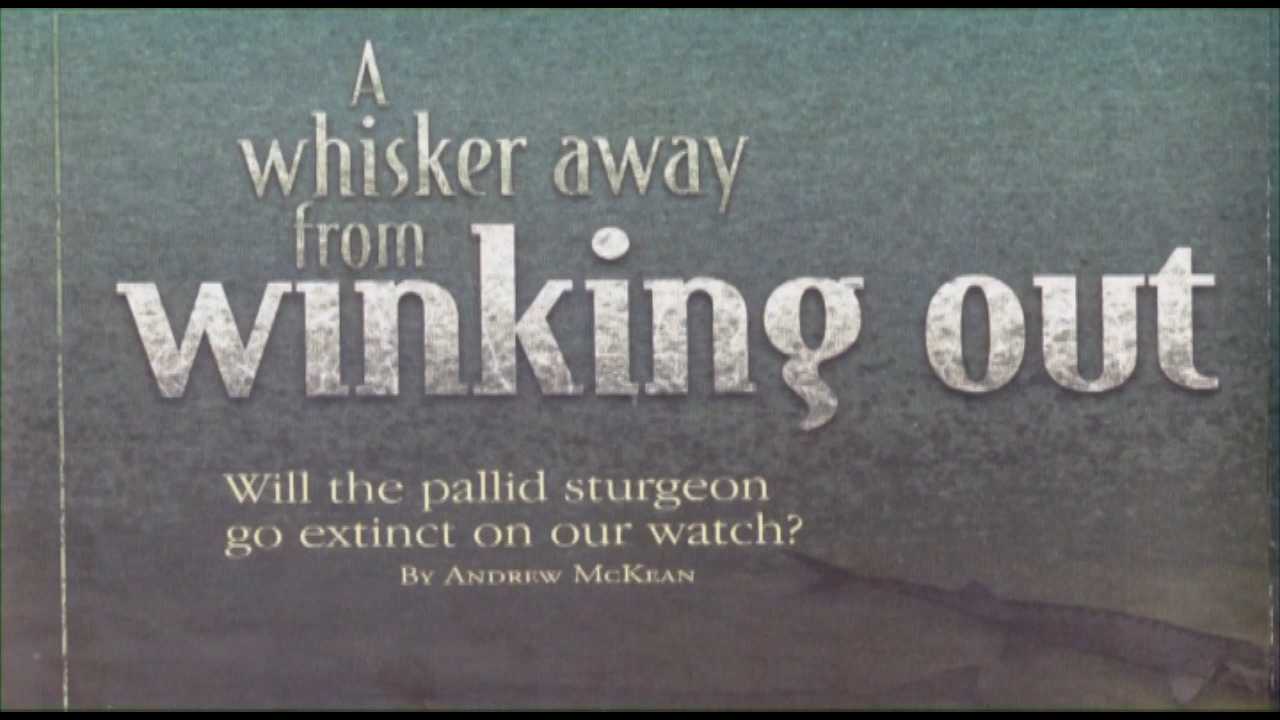 A
whisker away
from
winking out
Will the pallid sturgeon
go extinct on our watch?
By Andrew McKean